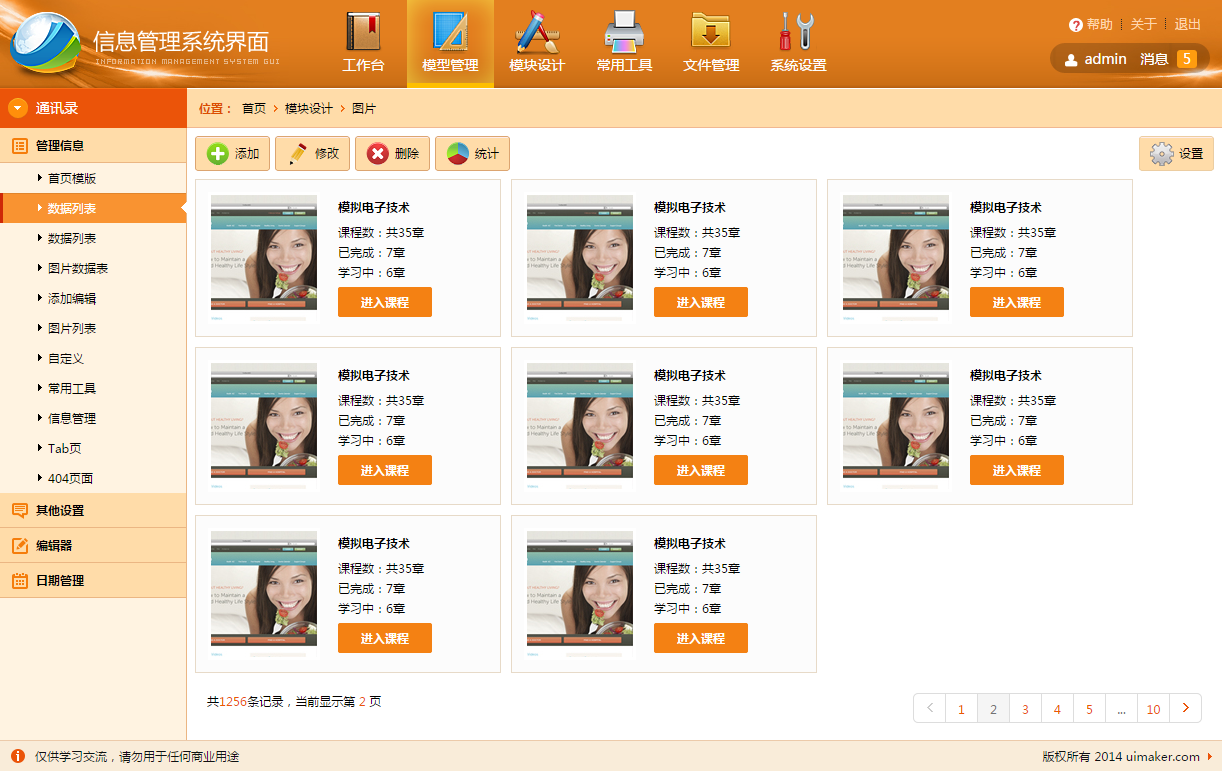 信息管理系统界面
INFORMATION MANAGEMENT SYSTEM GUI
工作台
模型管理
模块设计
常用工具
文件管理
系统设置
帮助 关于 退出
admin 消息 5
通讯录
位置： 首页 模块设计 图片
管理信息
首页模版
数据列表
数据列表
图片数据表
添加编辑
图片列表
自定义
常用工具
信息管理
Tab页
404页面
其他设置
编辑器
日期管理
添加 修改 删除 统计 设置
模拟电子技术
课程数：共35章
已完成：7章
学习中：6章
进入课程
模拟电子技术
课程数：共35章
已完成：7章
学习中：6章
进入课程
模拟电子技术
课程数：共35章
已完成：7章
学习中：6章
进入课程
模拟电子技术
课程数：共35章
已完成：7章
学习中：6章
进入课程
模拟电子技术
课程数：共35章
已完成：7章
学习中：6章
进入课程
模拟电子技术
课程数：共35章
已完成：7章
学习中：6章
进入课程
模拟电子技术
课程数：共35章
已完成：7章
学习中：6章
进入课程
模拟电子技术
课程数：共35章
已完成：7章
学习中：6章
进入课程
共1256条记录，当前显示第 2 页
1 2 3 4 5 ... 10
仅供学习交流，请勿用于任何商业用途
版权所有 2014 uimaker.com